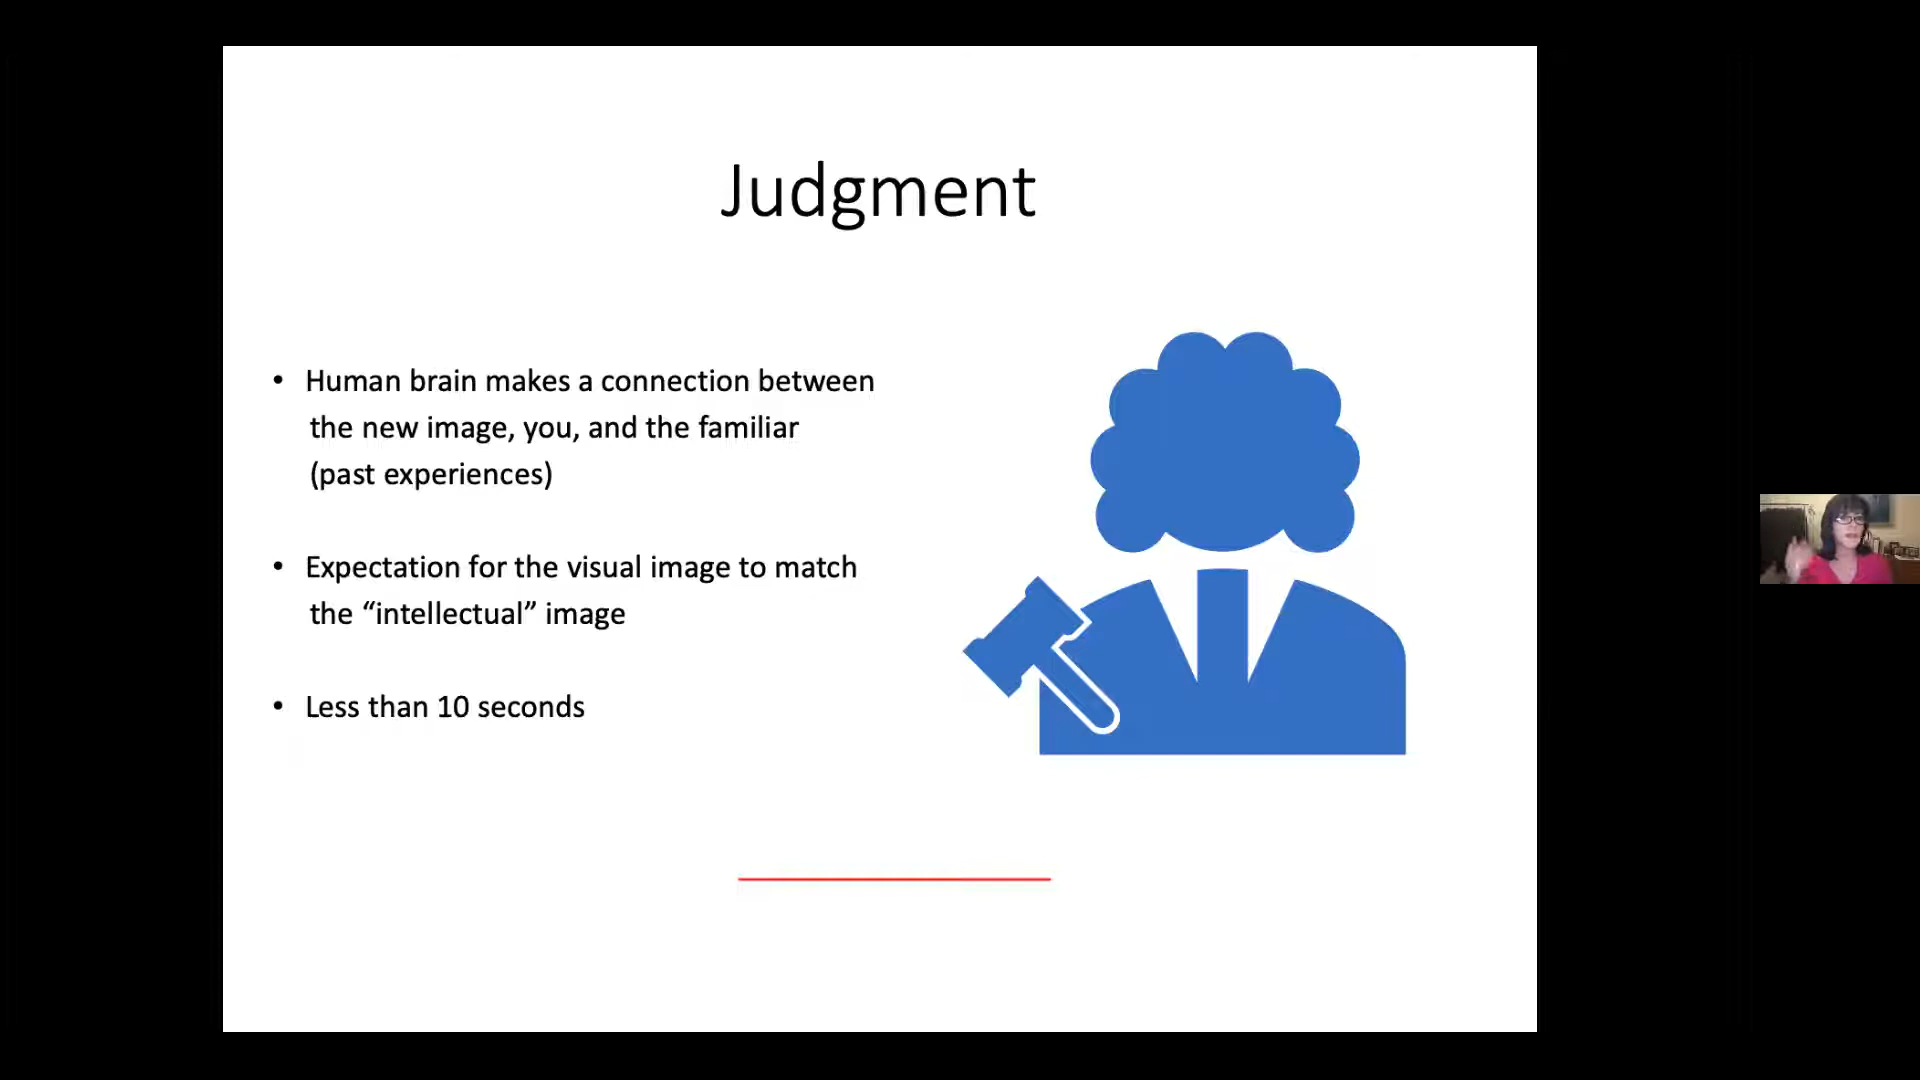 Judgment
• Human brain makes a connection between
the new image, you, and the familiar
(past experiences)
• Expectation for the visual image to match
the “intellectual” image
• Less than 10 seconds